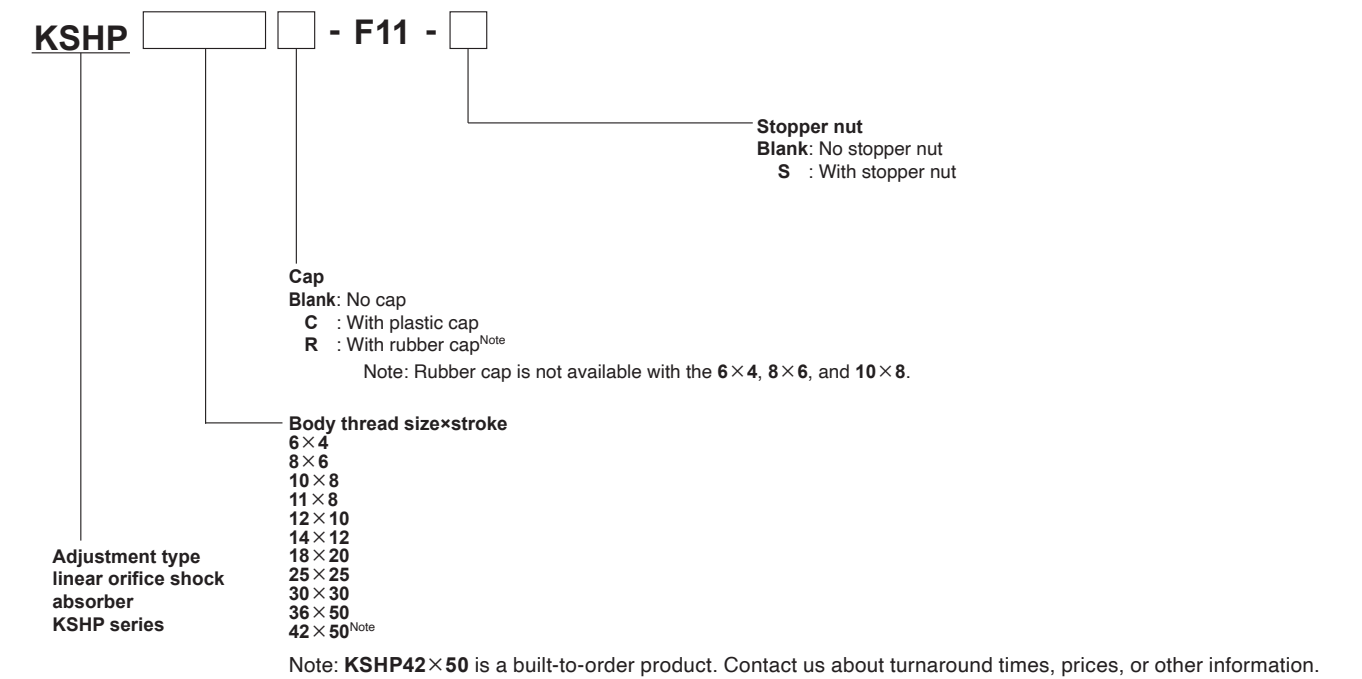 KSHP - F11 -
Stopper nut
Blank: No stopper nut
S : With stopper nut
Cap
Blank: No cap
C : With plastic cap
R : With rubber capNote
Note: Rubber cap is not available with the 6×4, 8×6, and 10×8.
Body thread size×stroke
6×4
8×6
10×8
11×8
12×10
14×12
18×20
25×25
30×30
36×50
42×50Note
Adjustment type
linear orifice shock
absorber
KSHP series
Note: KSHP42×50 is a built-to-order product. Contact us about turnaround times, prices, or other information.